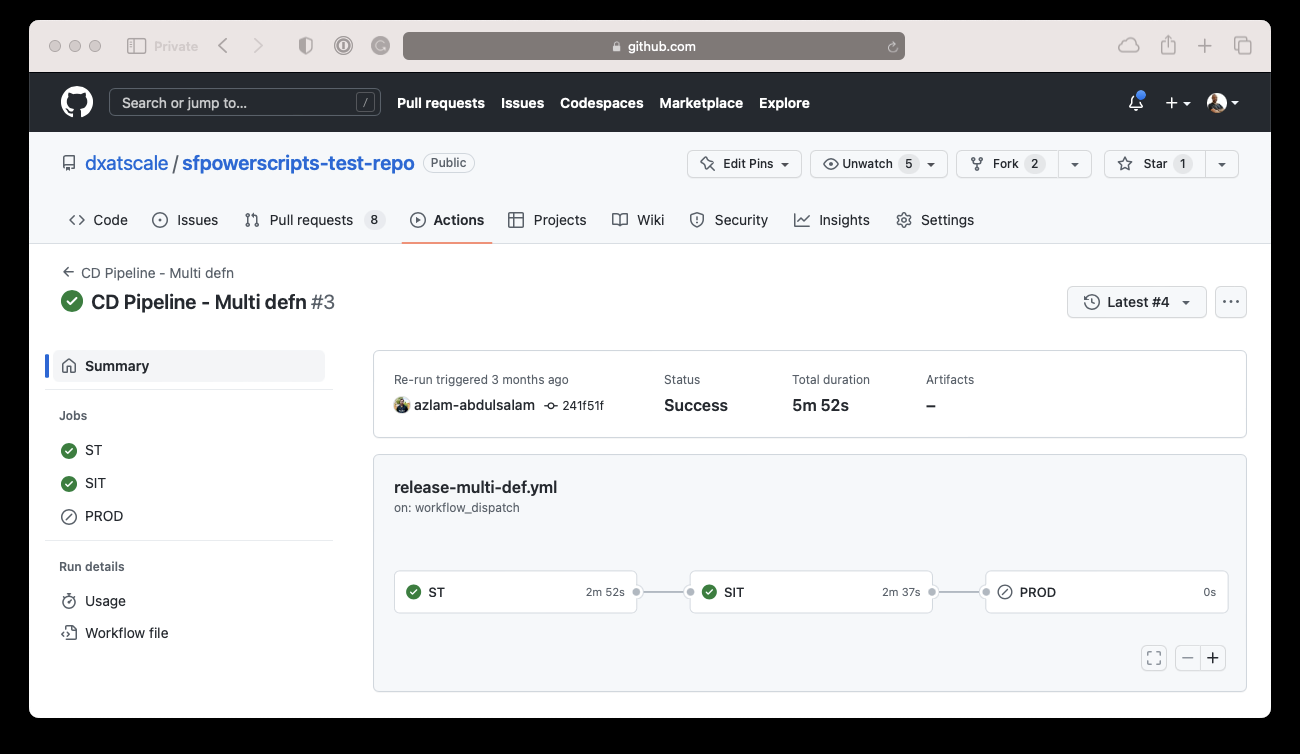 Private
github.com
Search or jump to...
/
Pull requests
Issues
Codespaces
Marketplace
Explore
dxatscale / sfpowerscripts-test-repo
Public
Edit Pins
Unwatch 5
Fork 2
Star 1
Code
Issues
Pull requests 8
Actions
Projects
Wiki
Security
Insights
Settings
CD Pipeline - Multi defn
CD Pipeline - Multi defn #3
Latest #4
Summary
Jobs
ST
SIT
PROD
Run details
Usage
Workflow file
Re-run triggered 3 months ago
azlam-abdulsalam 241f51f
Status
Success
Total duration
5m 52s
Artifacts
–
release-multi-def.yml
on: workflow_dispatch
ST 2m 52s
SIT 2m 37s
PROD 0s